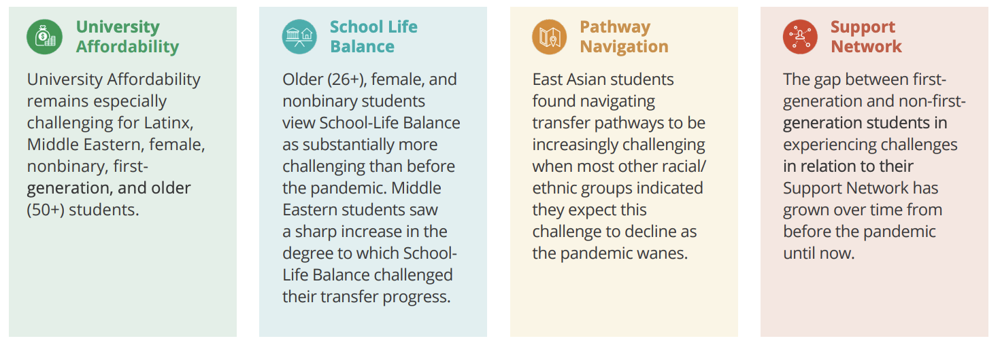 University
Affordability
University Affordability
remains especially
challenging for Latinx,
Middle Eastern, female,
nonbinary, first-
generation, and older
(50+) students.
School Life
Balance
Older (26+), female, and
nonbinary students
view School-Life Balance
as substantially more
challenging than before
the pandemic. Middle
Eastern students saw
a sharp increase in the
degree to which School-
Life Balance challenged
their transfer progress.
Pathway
Navigation
East Asian students
found navigating
transfer pathways to be
increasingly challenging
when most other racial/
ethnic groups indicated
they expect this
challenge to decline as
the pandemic wanes.
Support
Network
The gap between first-
generation and non-first-
generation students in
experiencing challenges
in relation to their
Support Network has
grown over time from
before the pandemic
until now.